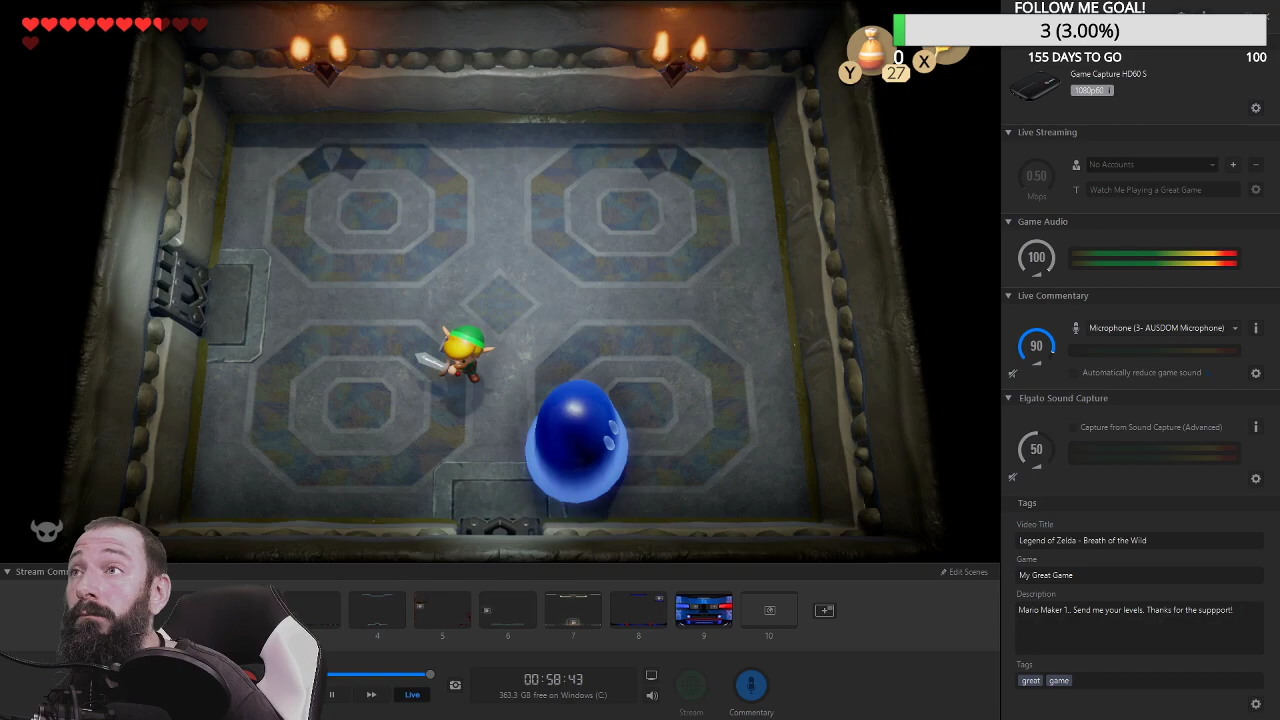 FOLLOW ME GOAL!
3 (3.00%)
0
155 DAYS TO GO
100
Y
27
X
Game Capture HD60 S
1080p60
Live Streaming
0.50
Mbps
No Accounts
T
Watch Me Playing a Great Game
Game Audio
100
Live Commentary
90
Microphone (3- AUSDOM Microphone)
Automatically reduce game sound
Elgato Sound Capture
50
Capture from Sound Capture (Advanced)
Tags
Video Title
Legend of Zelda - Breath of the Wild
Game
My Great Game
Description
Mario Maker 1.. Send me your levels. Thanks for the suppport!
Tags
great
game
Stream Com
Edit Scenes
4
5
6
7
8
9
10
Live
00:58:43
363.3 GB free on Windows (C:)
Stream
Commentary